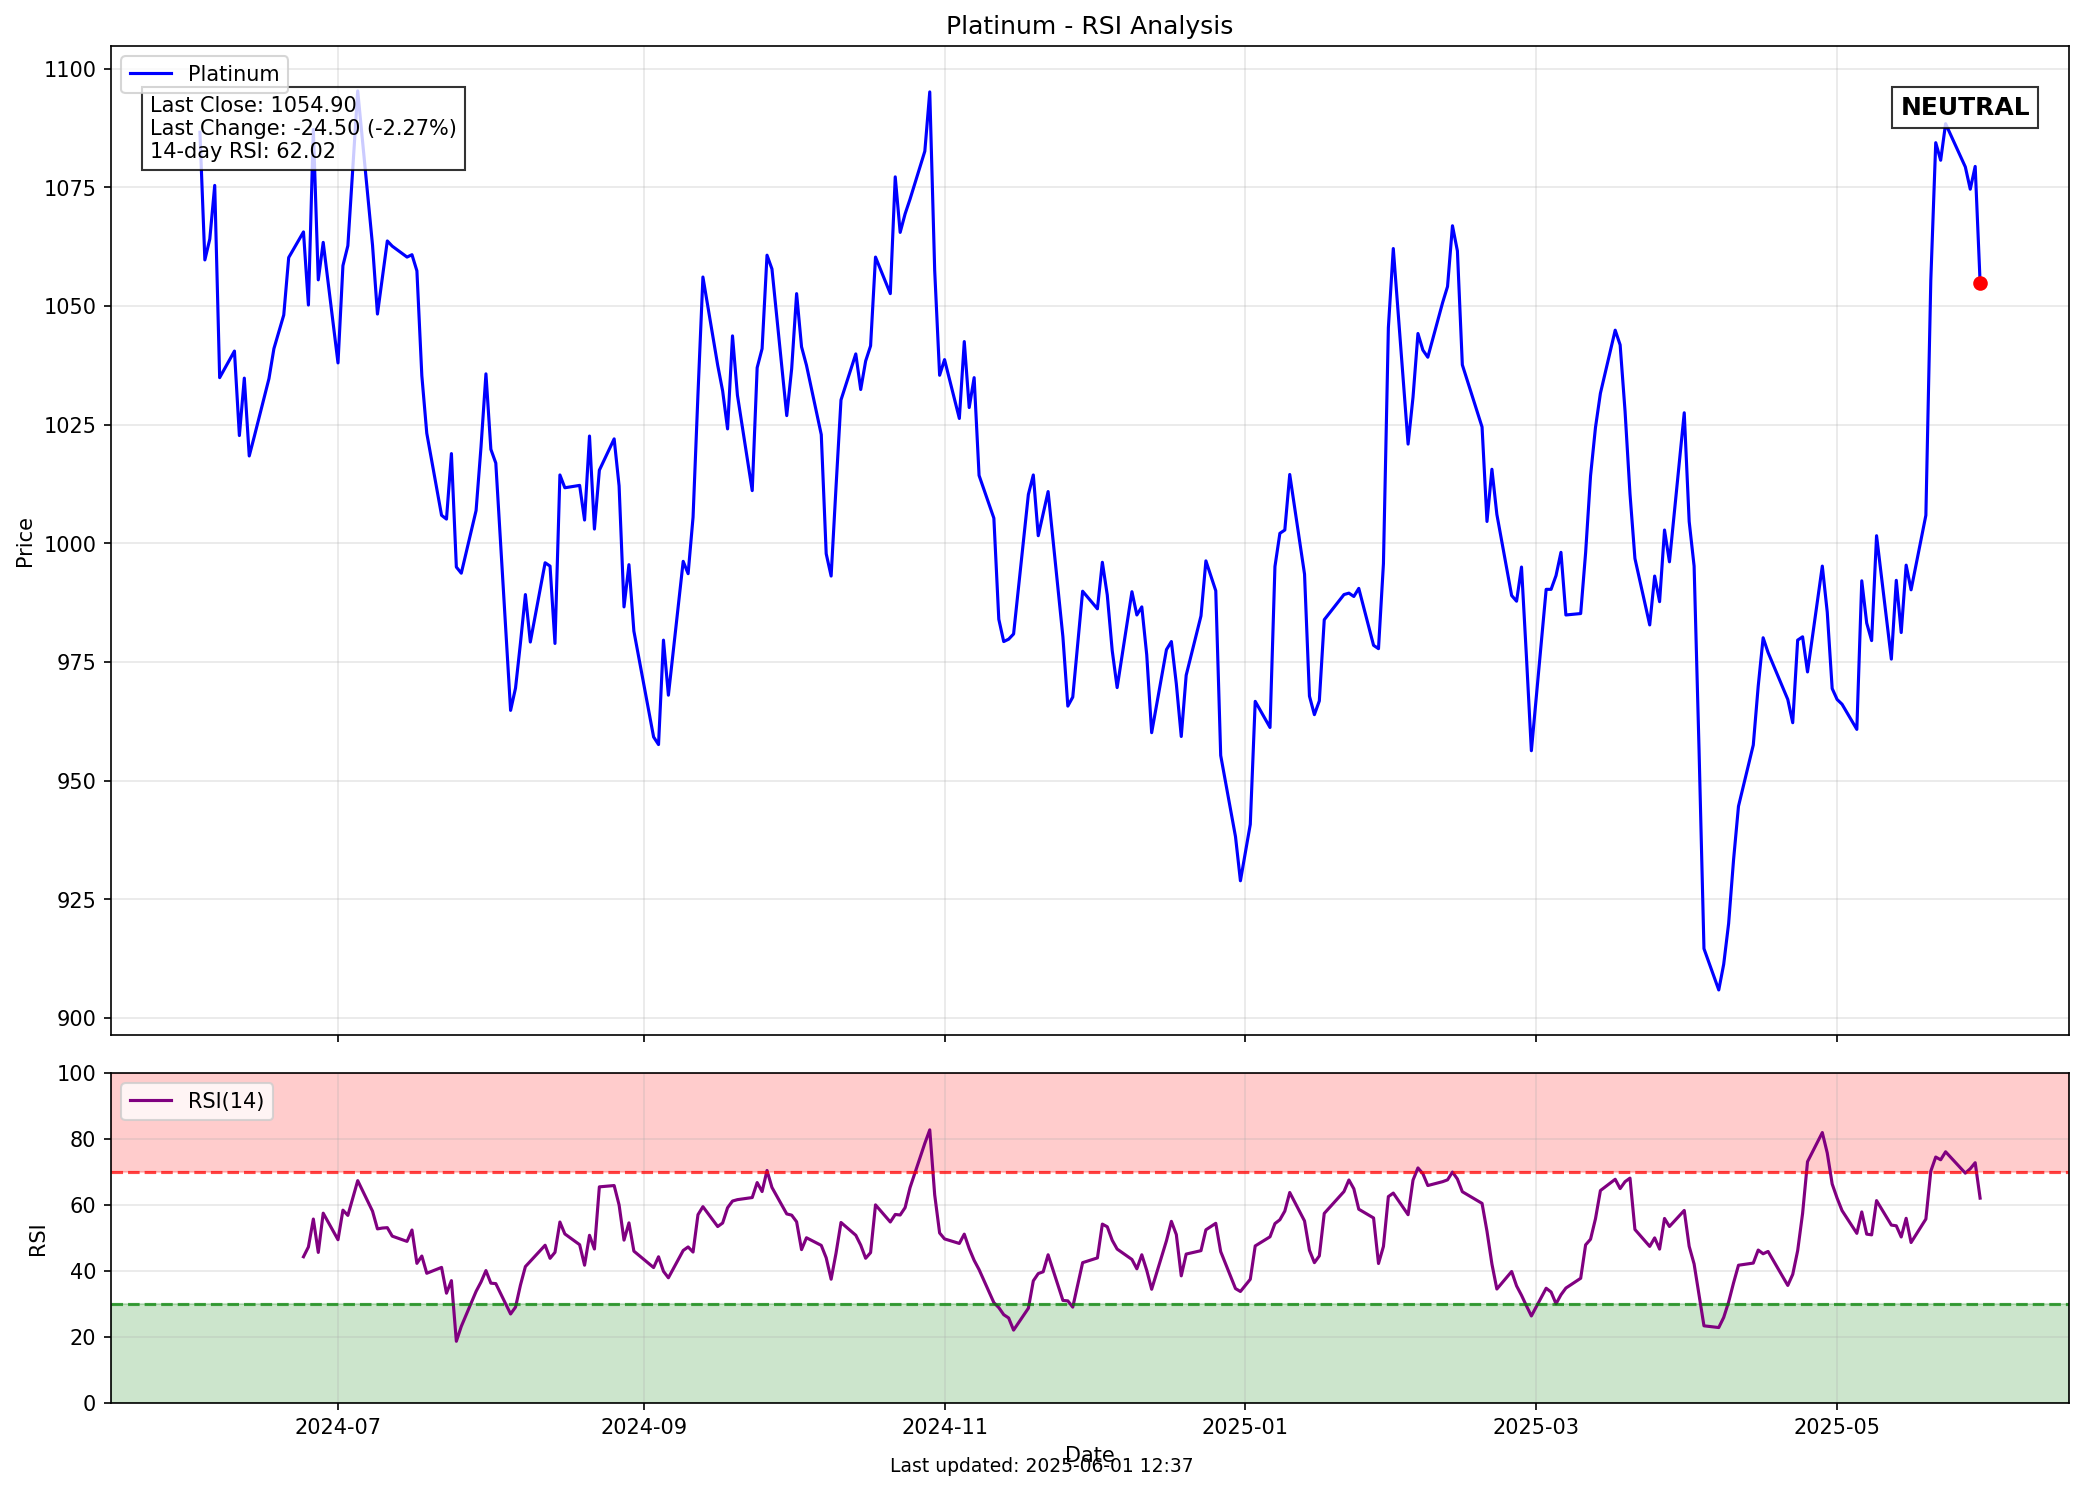 Platinum - RSI Analysis
Platinum
Last Close: 1054.90
Last Change: -24.50 (-2.27%)
14-day RSI: 62.02
NEUTRAL
1100
1075
1050
1025
1000
975
950
925
900
Price
RSI(14)
100
80
60
40
20
0
RSI
2024-07
2024-09
2024-11
2025-01
2025-03
2025-05
Date
Last updated: 2025-06-01 12:37